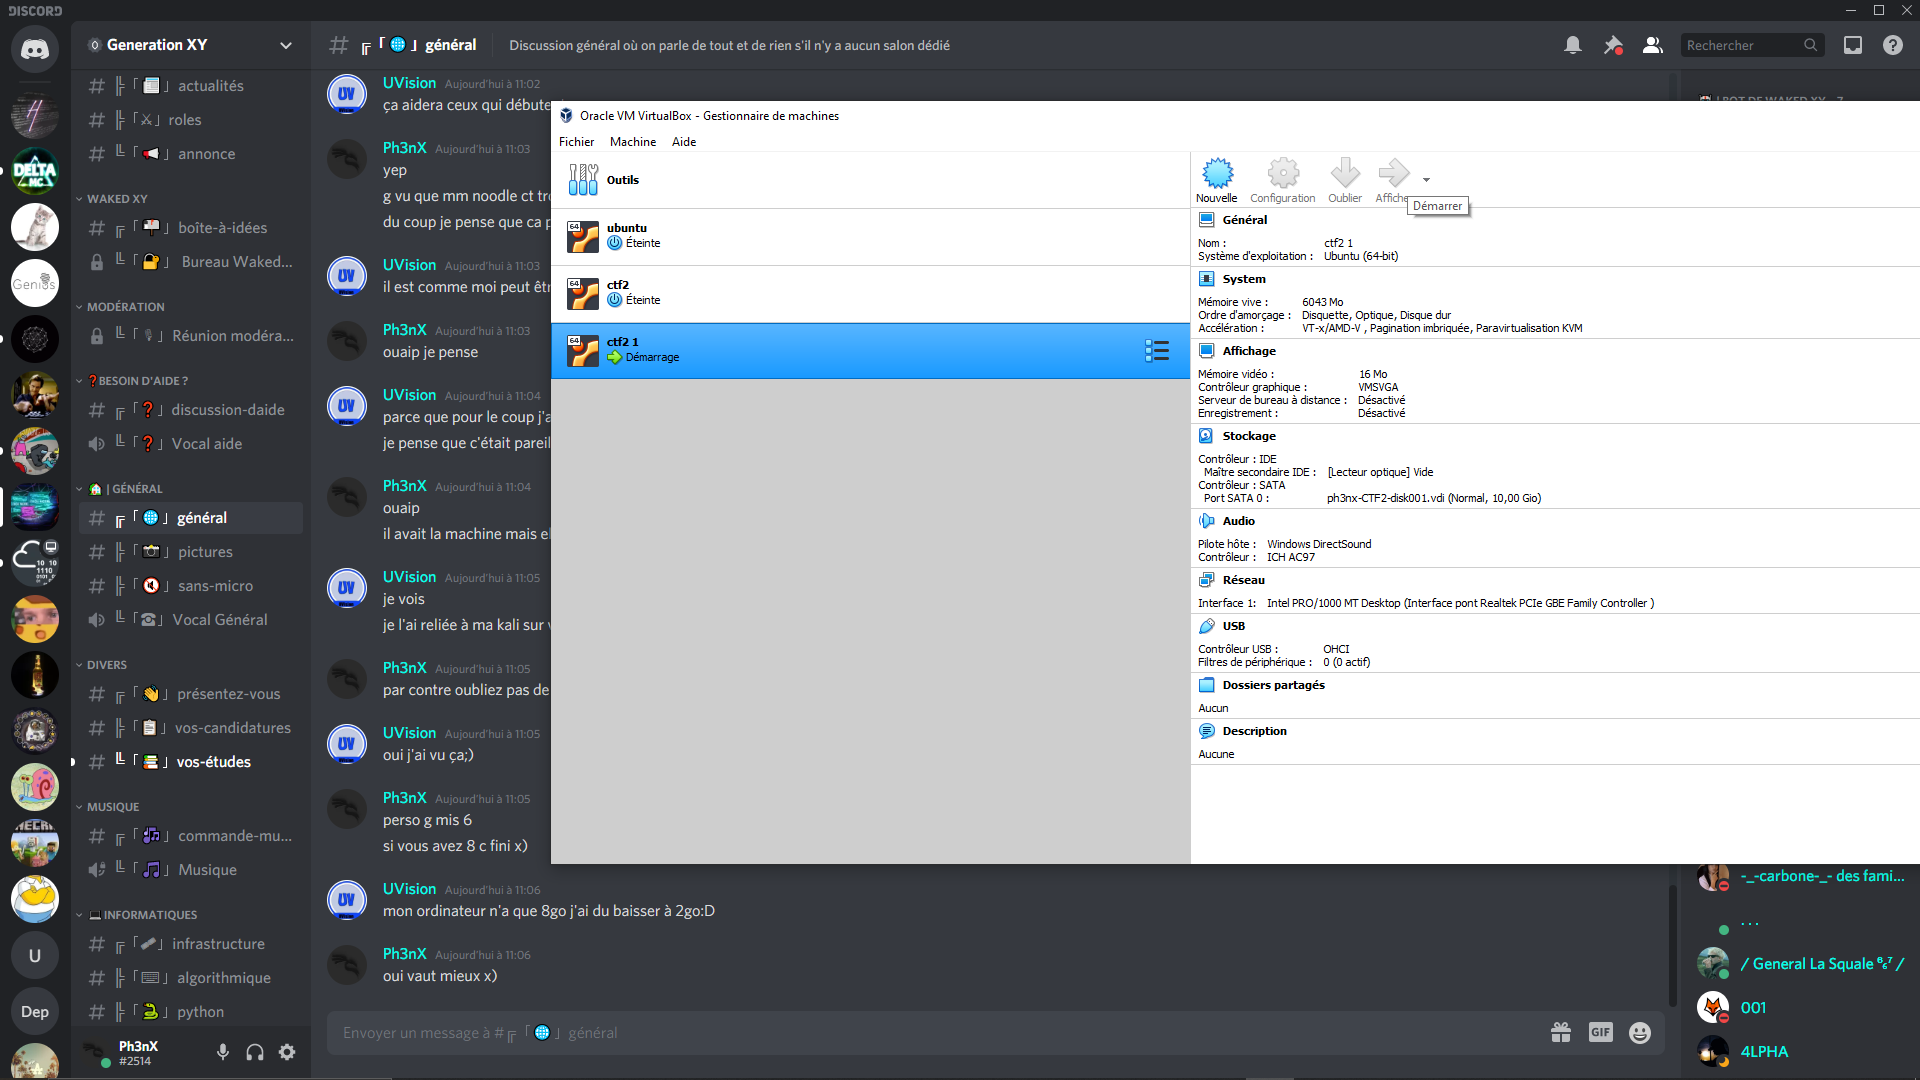 DISCORD
Generation XY
général
Discussion général où on parle de tout et de rien s'il n'y a aucun salon dédié
Rechercher
actualités
roles
annonce
WAKED XY
boîte-à-idées
Bureau Waked...
MODÉRATION
Réunion modéra...
BESOIN D'AIDE ?
discussion-daide
Vocal aide
| GÉNÉRAL
général
pictures
sans-micro
Vocal Général
DIVERS
présentez-vous
vos-candidatures
vos-études
MUSIQUE
commande-mu...
Musique
INFORMATIQUES
infrastructure
algorithmique
python
Ph3nX
#2514
DELTA
MC
Genius
U
Dep
UVision Aujourd'hui à 11:02
ça aidera ceux qui débute
Ph3nX Aujourd'hui à 11:03
yep
g vu que mm noodle ct tro
du coup je pense que ca p
UVision Aujourd'hui à 11:03
il est comme moi peut êtr
Ph3nX Aujourd'hui à 11:03
ouaip je pense
UVision Aujourd'hui à 11:04
parce que pour le coup j'a
je pense que c'était pareil
Ph3nX Aujourd'hui à 11:04
ouaip
il avait la machine mais el
UVision Aujourd'hui à 11:05
je vois
je l'ai reliée à ma kali sur v
Ph3nX Aujourd'hui à 11:05
par contre oubliez pas de
UVision Aujourd'hui à 11:05
oui j'ai vu ça;)
Ph3nX Aujourd'hui à 11:05
perso g mis 6
si vous avez 8 c fini x)
UVision Aujourd'hui à 11:06
mon ordinateur n'a que 8go j'ai du baisser à 2go:D
Ph3nX Aujourd'hui à 11:06
oui vaut mieux x)
Envoyer un message à # général
GIF
Oracle VM VirtualBox - Gestionnaire de machines
Fichier Machine Aide
Outils
64 ubuntu
Éteinte
64 ctf2
Éteinte
64 ctf2 1
Démarrage
Nouvelle Configuration Oublier Affiche
Démarrer
Général
Nom : ctf2 1
Système d'exploitation : Ubuntu (64-bit)
System
Mémoire vive : 6043 Mo
Ordre d'amorçage : Disquette, Optique, Disque dur
Accélération : VT-x/AMD-V , Pagination imbriquée, Paravirtualisation KVM
Affichage
Mémoire vidéo : 16 Mo
Contrôleur graphique : VMSVGA
Serveur de bureau à distance : Désactivé
Enregistrement : Désactivé
Stockage
Contrôleur : IDE
Maître secondaire IDE : [Lecteur optique] Vide
Contrôleur : SATA
Port SATA 0 : ph3nx-CTF2-disk001.vdi (Normal, 10,00 Gio)
Audio
Pilote hôte : Windows DirectSound
Contrôleur : ICH AC97
Réseau
Interface 1: Intel PRO/1000 MT Desktop (Interface pont Realtek PCIe GBE Family Controller )
USB
Contrôleur USB : OHCI
Filtres de périphérique : 0 (0 actif)
Dossiers partagés
Aucun
Description
Aucune
-_-carbone-_- des fami...
...
/ General La Squale ⁶₆⁷ /
001
4LPHA